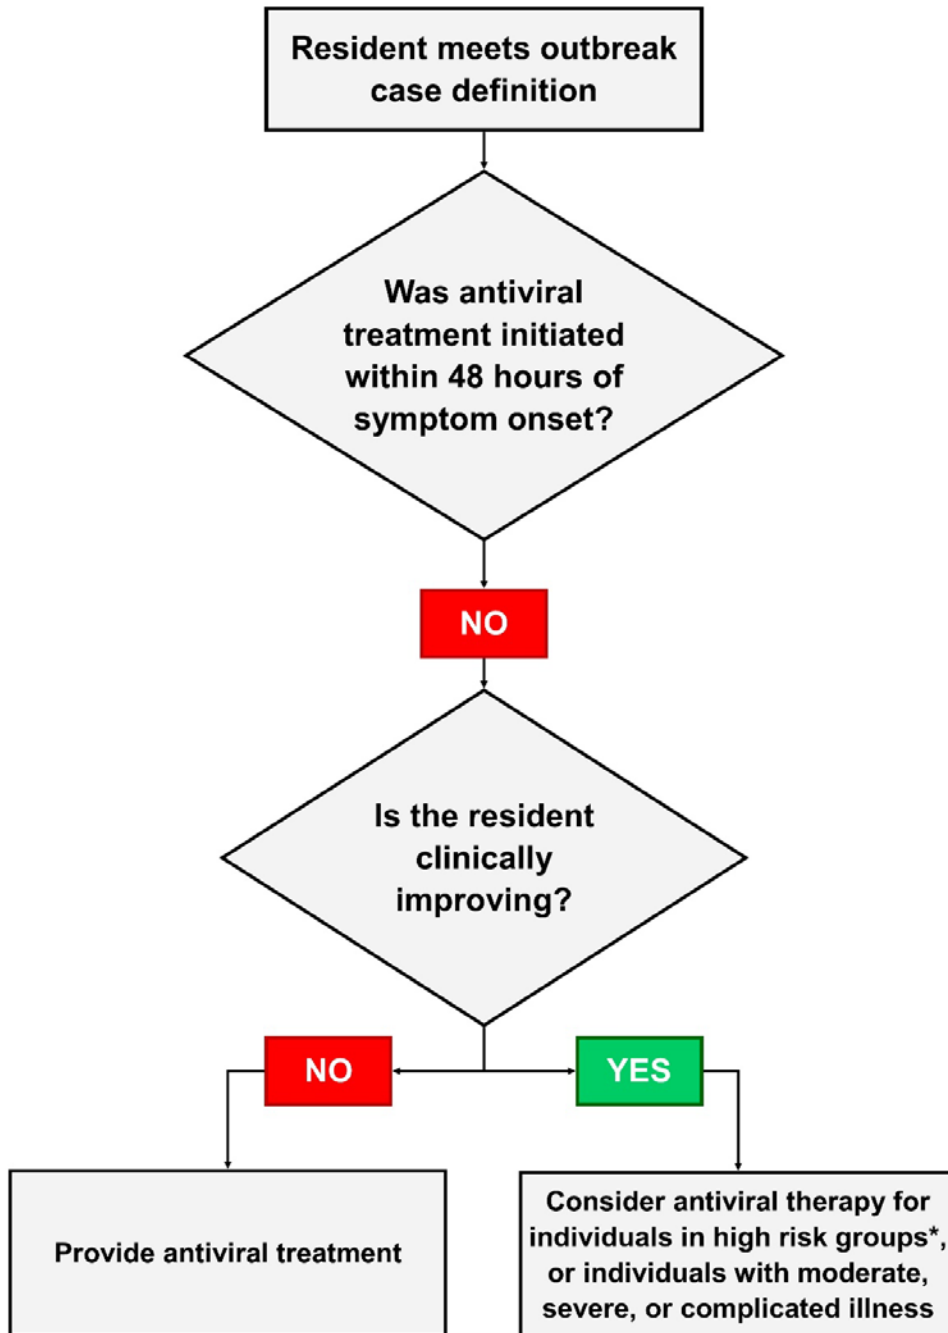 Resident meets outbreak
case definition
Was antiviral
treatment initiated
within 48 hours of
symptom onset?
NO
Is the resident
clinically
improving?
NO
YES
Provide antiviral treatment
Consider antiviral therapy for
individuals in high risk groups*,
or individuals with moderate,
severe, or complicated illness